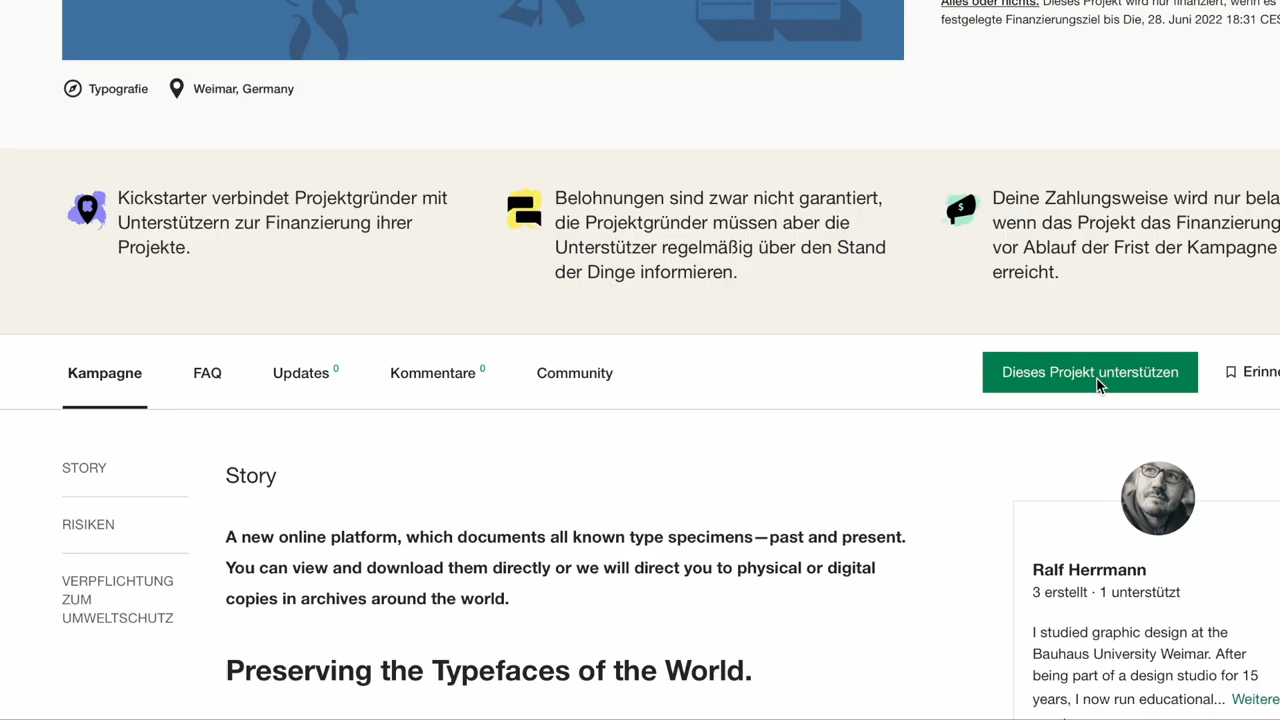 Alles oder nichts. Dieses Projekt wird nur finanziert, wenn es
festgelegte Finanzierungsziel bis Die, 28. Juni 2022 18:31 CES
Typografie
Weimar, Germany
Kickstarter verbindet Projektgründer mit
Unterstützern zur Finanzierung ihrer
Projekte.
Belohnungen sind zwar nicht garantiert,
die Projektgründer müssen aber die
Unterstützer regelmäßig über den Stand
der Dinge informieren.
Deine Zahlungsweise wird nur bela
wenn das Projekt das Finanzierung
vor Ablauf der Frist der Kampagne
erreicht.
Kampagne
FAQ
Updates 0
Kommentare 0
Community
Dieses Projekt unterstützen
Erinne
STORY
RISIKEN
VERPFLICHTUNG
ZUM
UMWELTSCHUTZ
Story
A new online platform, which documents all known type specimens—past and present.
You can view and download them directly or we will direct you to physical or digital
copies in archives around the world.
Preserving the Typefaces of the World.
Ralf Herrmann
3 erstellt · 1 unterstützt
I studied graphic design at the
Bauhaus University Weimar. After
being part of a design studio for 15
years, I now run educational... Weitere